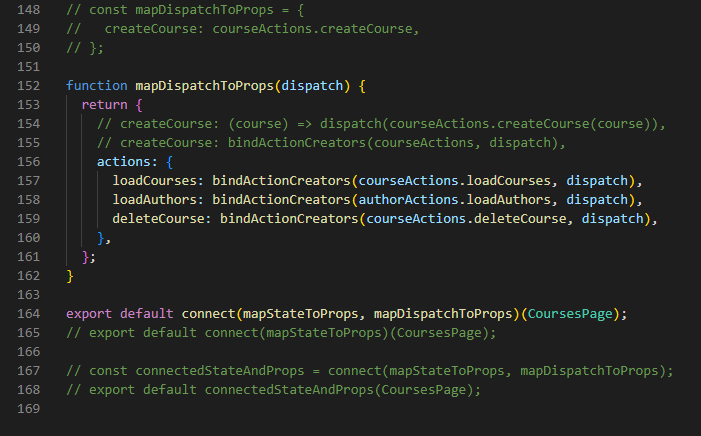 148 // const mapDispatchToProps = {
149 //   createCourse: courseActions.createCourse,
150 // };
151
152 function mapDispatchToProps(dispatch) {
153   return {
154     // createCourse: (course) => dispatch(courseActions.createCourse(course)),
155     // createCourse: bindActionCreators(courseActions, dispatch),
156     actions: {
157       loadCourses: bindActionCreators(courseActions.loadCourses, dispatch),
158       loadAuthors: bindActionCreators(authorActions.loadAuthors, dispatch),
159       deleteCourse: bindActionCreators(courseActions.deleteCourse, dispatch),
160     },
161   };
162 }
163
164 export default connect(mapStateToProps, mapDispatchToProps)(CoursesPage);
165 // export default connect(mapStateToProps)(CoursesPage);
166
167 // const connectedStateAndProps = connect(mapStateToProps, mapDispatchToProps);
168 // export default connectedStateAndProps(CoursesPage);
169